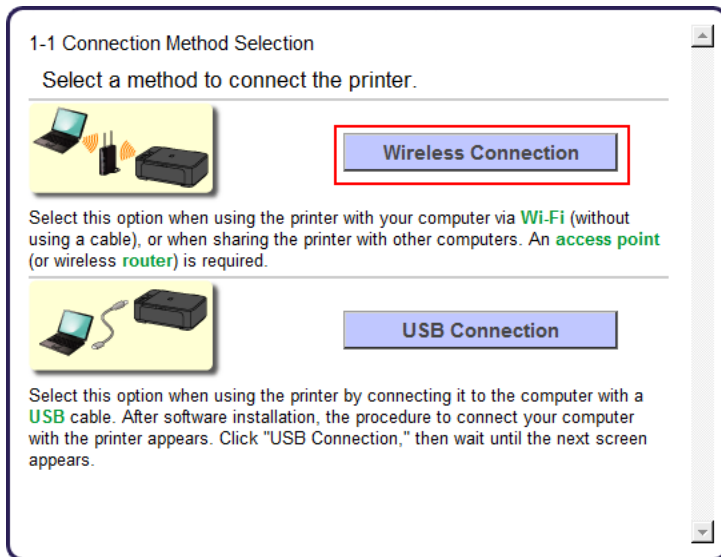 1-1 Connection Method Selection
Select a method to connect the printer.
Wireless Connection
Select this option when using the printer with your computer via Wi-Fi (without
using a cable), or when sharing the printer with other computers. An access point
(or wireless router) is required.
USB Connection
Select this option when using the printer by connecting it to the computer with a
USB cable. After software installation, the procedure to connect your computer
with the printer appears. Click "USB Connection," then wait until the next screen
appears.